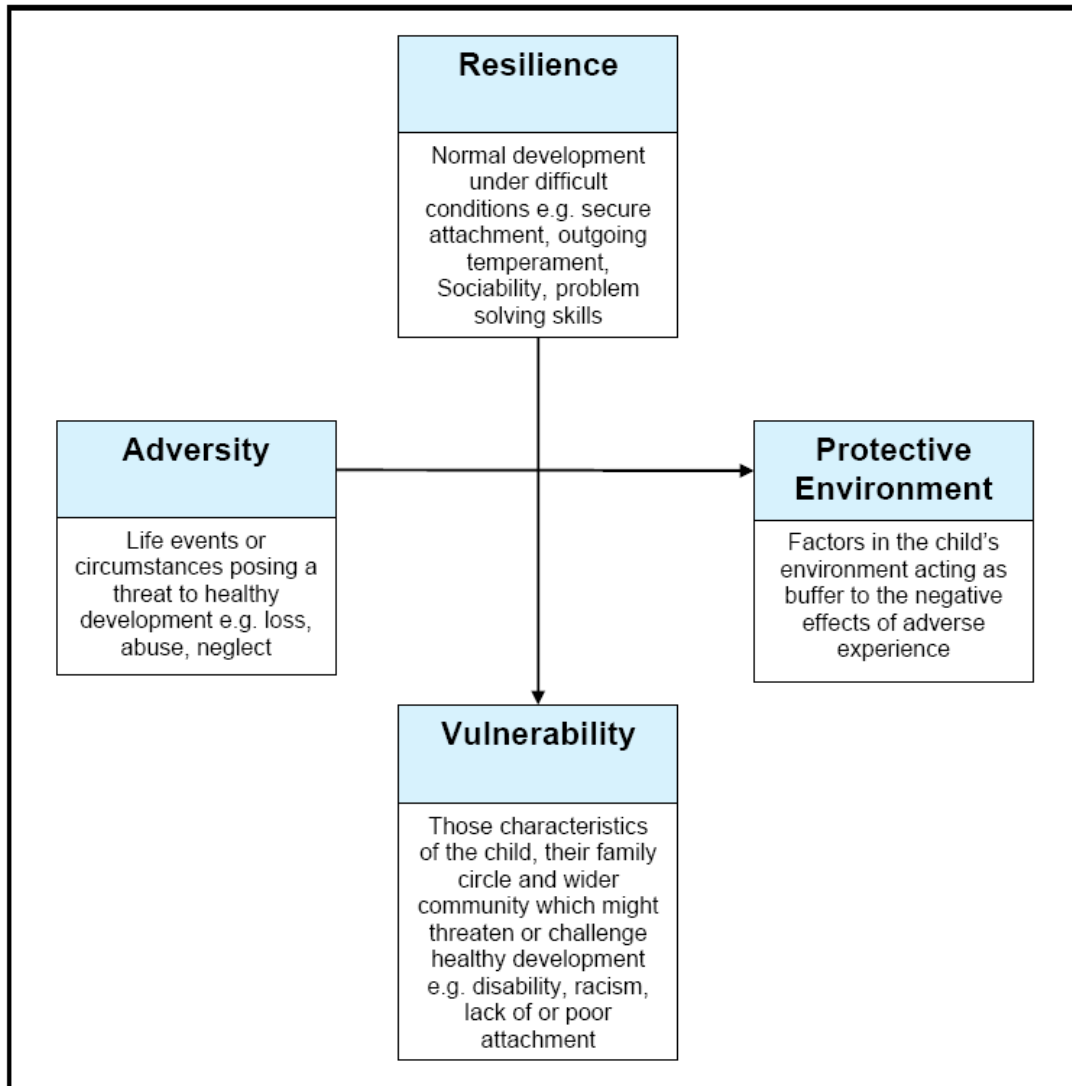 Resilience
Normal development
under difficult
conditions e.g. secure
attachment, outgoing
temperament,
Sociability, problem
solving skills
Adversity
Life events or
circumstances posing a
threat to healthy
development e.g. loss,
abuse, neglect
Protective
Environment
Factors in the child’s
environment acting as
buffer to the negative
effects of adverse
experience
Vulnerability
Those characteristics
of the child, their family
circle and wider
community which might
threaten or challenge
healthy development
e.g. disability, racism,
lack of or poor
attachment